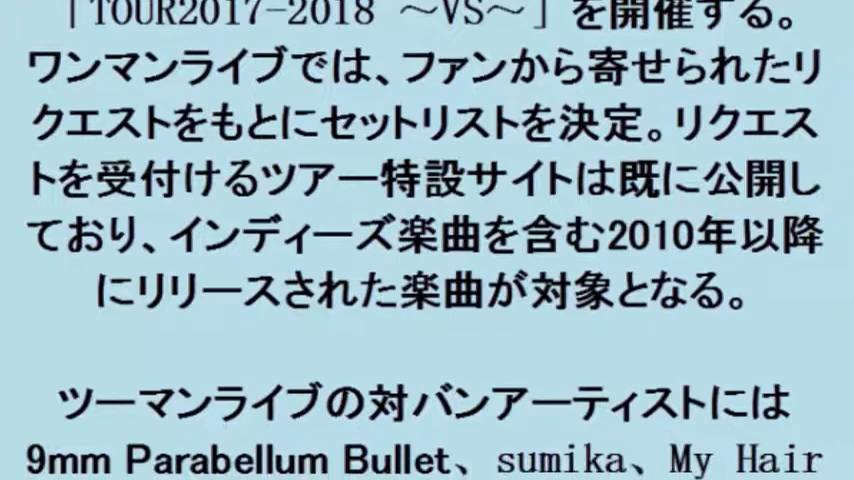 「TOUR2017-2018 ～VS～」を開催する。
ワンマンライブでは、ファンから寄せられたリ
クエストをもとにセットリストを決定。リクエス
トを受付けるツアー特設サイトは既に公開し
ており、インディーズ楽曲を含む2010年以降
にリリースされた楽曲が対象となる。
ツーマンライブの対バンアーティストには
9mm Parabellum Bullet、sumika、My Hair